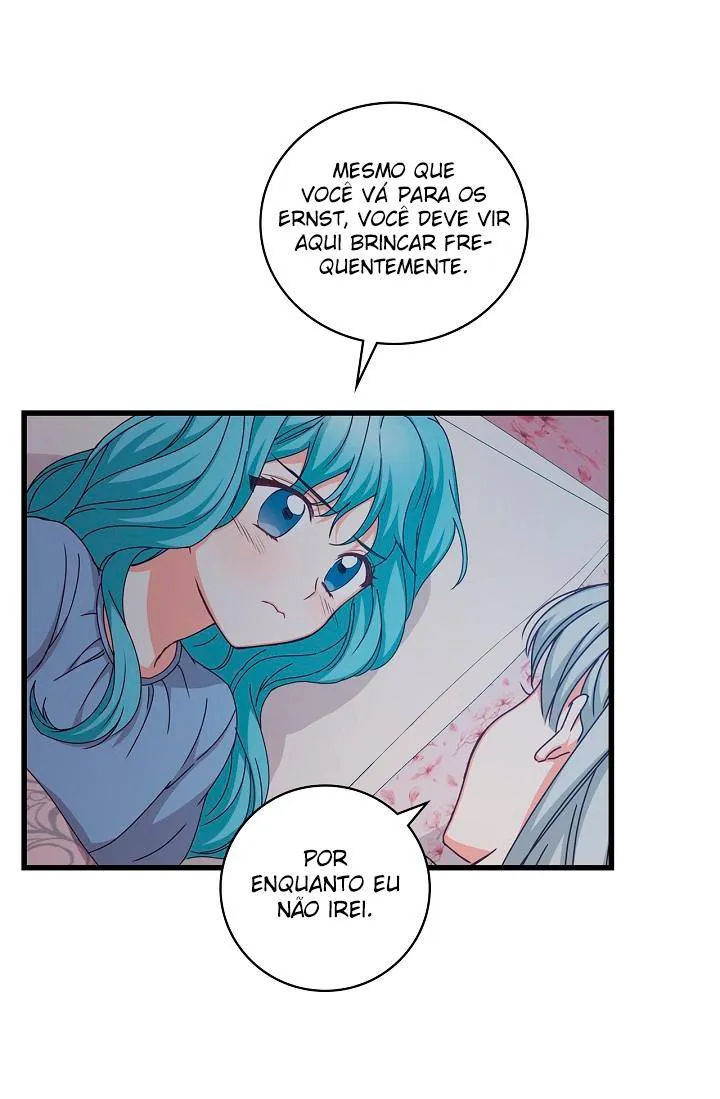 MESMO QUE
VOCÊ VÁ PARA OS
ERNST, VOCÊ DEVE VIR
AQUI BRINCAR FRE-
QUENTEMENTE.
POR
ENQUANTO EU
NÃO IREI.